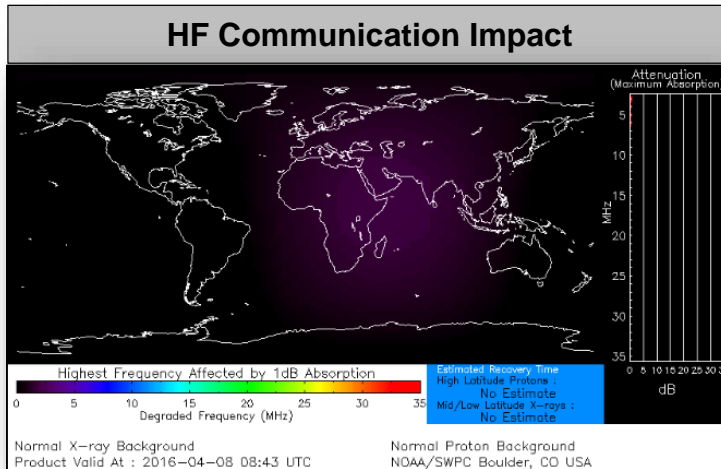 HF Communication Impact
Attenuation
(Maximum Absorption)
5
10
15
20
25
30
35
MHz
0 5 10 15 20 25 30 35
dB
Highest Frequency Affected by 1dB Absorption
0 5 10 15 20 25 30 35
Degraded Frequency (MHz)
Estimated Recovery Time
High Latitude Protons :
No Estimate
Mid/Low Latitude X-rays :
No Estimate
Normal X-ray Background
Product Valid At : 2016-04-08 08:43 UTC
Normal Proton Background
NOAA/SWPC Boulder, CO USA